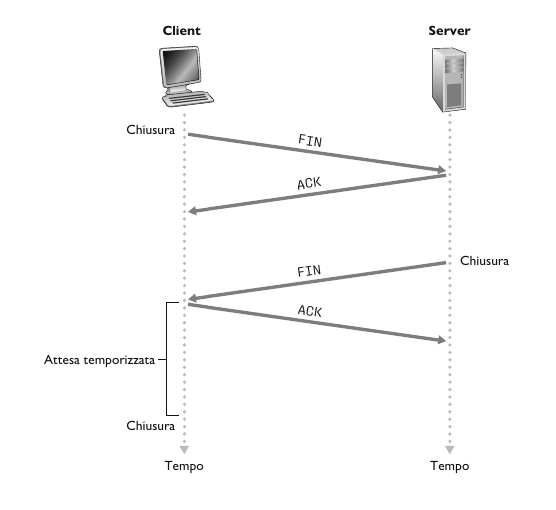 Client
Server
Chiusura
FIN
ACK
FIN
Chiusura
ACK
Attesa temporizzata
Chiusura
Tempo
Tempo